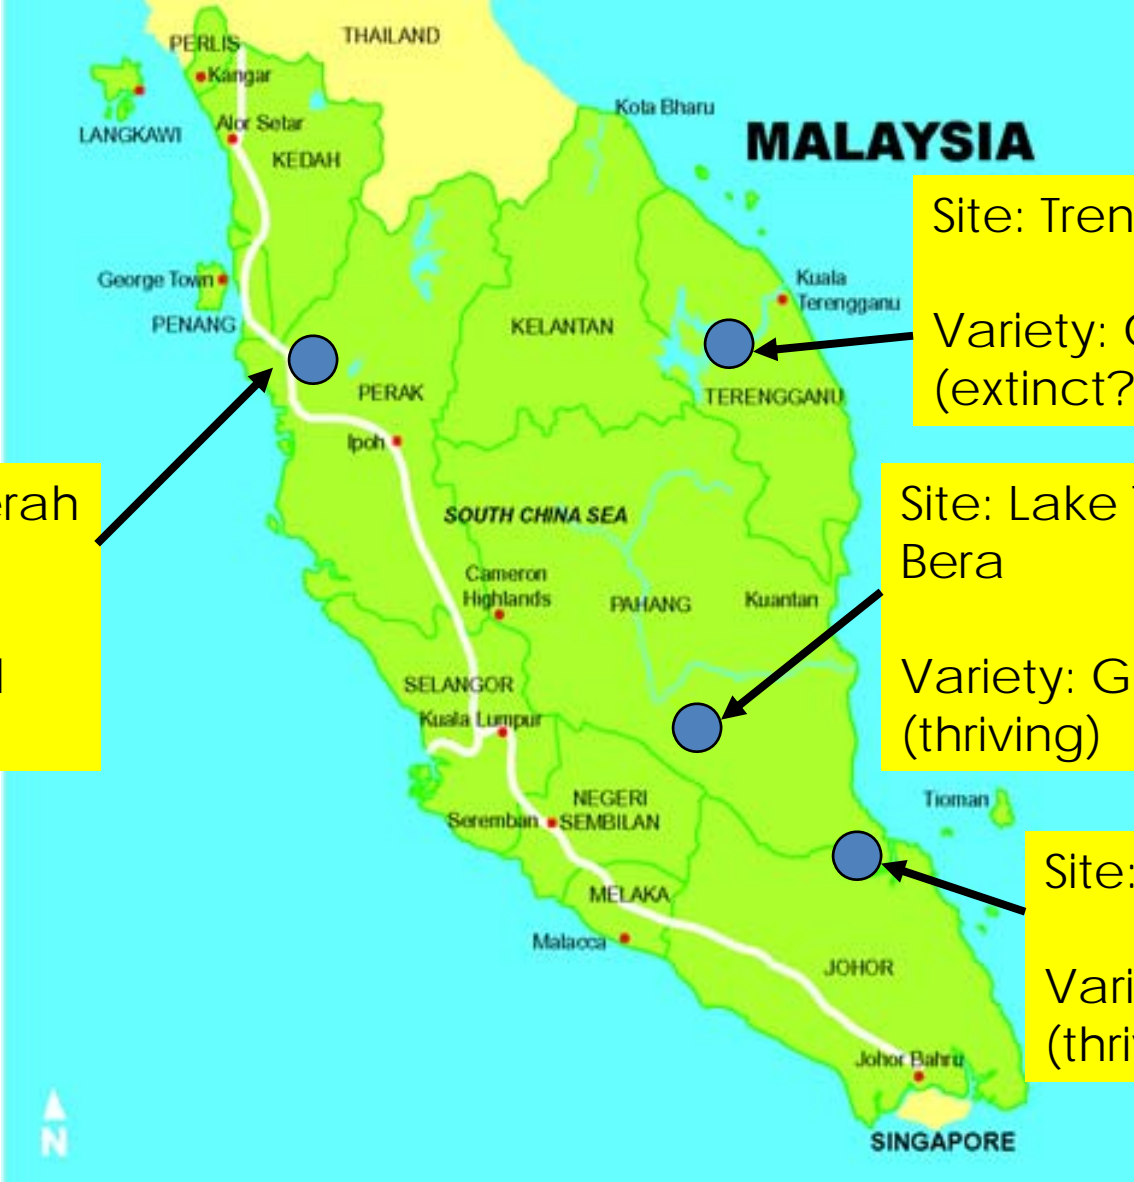 THAILAND
PERLIS
Kangar
LANGKAWI
Alor Setar
KEDAH
Kota Bharu
MALAYSIA
Site: Tren
Variety: G
(extinct?
George Town
PENANG
KELANTAN
Kuala
Terengganu
PERAK
TERENGGANU
Ipoh
erah
SOUTH CHINA SEA
Site: Lake T
Bera
Variety: G
(thriving)
Cameron
Highlands
PAHANG
Kuantan
SELANGOR
Kuala Lumpur
NEGERI
SEMBILAN
Seremban
Tioman
MELAKA
Malacca
Site:
Vari
(thriv
JOHOR
Johor Bahru
SINGAPORE
N